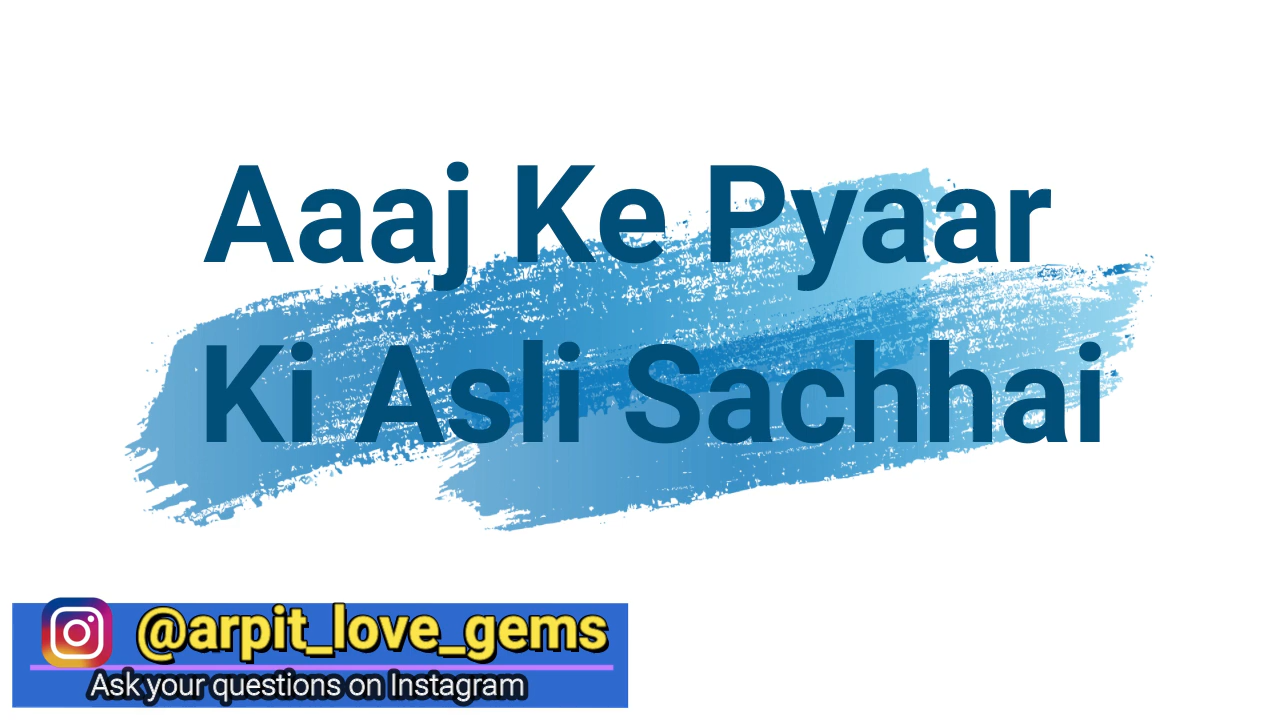 Aaaj Ke Pyaar
Ki Asli Sachhai
@arpit_love_gems
Ask your questions on Instagram